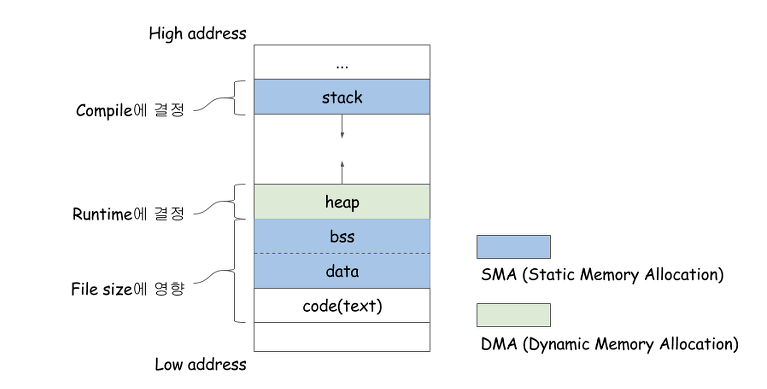 High address
...
stack
Compile에 결정
heap
Runtime에 결정
bss
data
File size에 영향
code(text)
Low address
SMA (Static Memory Allocation)
DMA (Dynamic Memory Allocation)